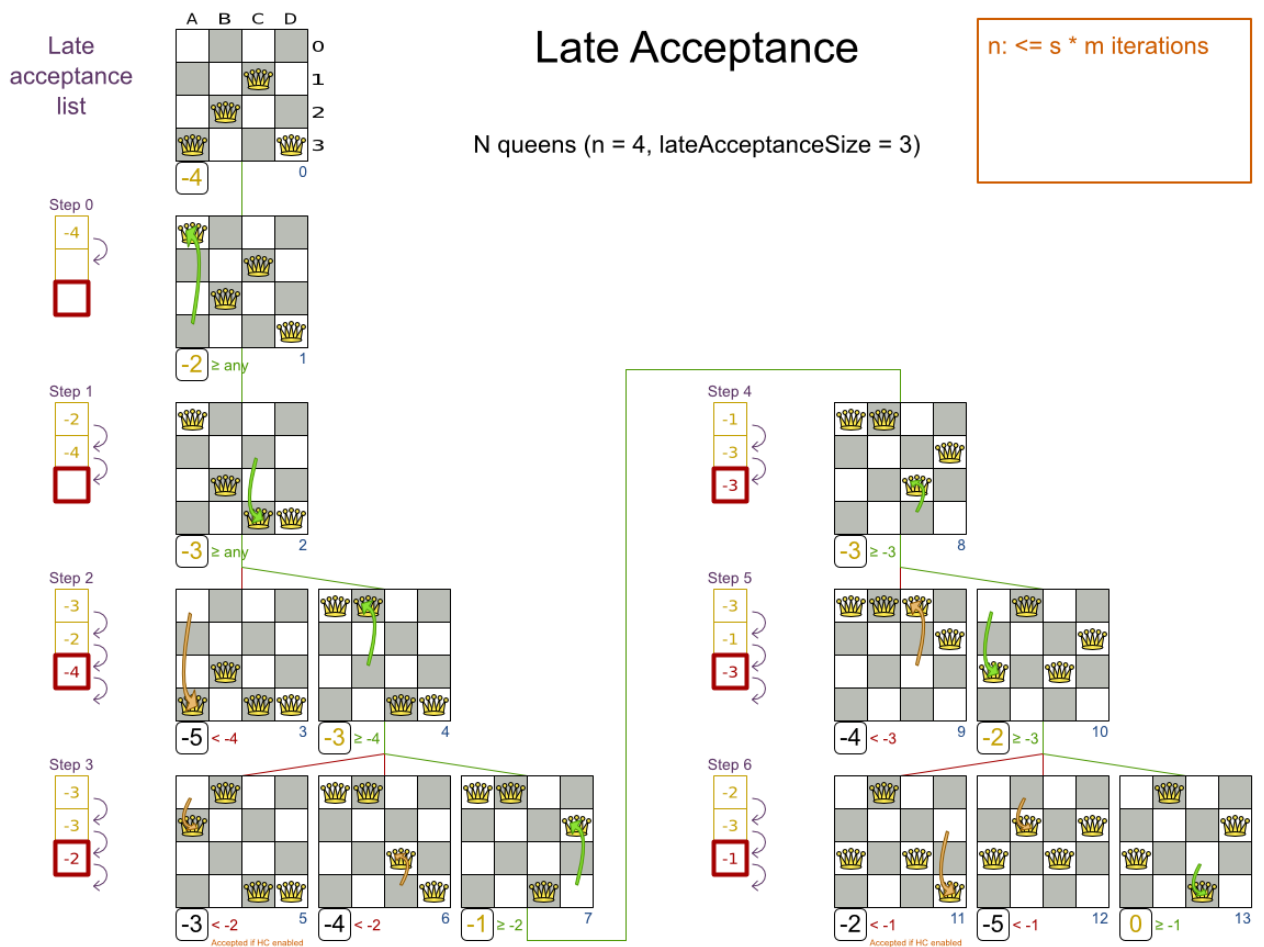 Late Acceptance
Late
acceptance
list
A B C D
0
1
2
3
n: <= s * m iterations
N queens (n = 4, lateAcceptanceSize = 3)
-4
0
Step 0
-4
-2 ≥ any
1
Step 1
-2
-4
-3 ≥ any
2
Step 2
-3
-2
-4
-5 < -4
3
-3 ≥ -4
4
Step 3
-3
-3
-2
-3 < -2
5
Accepted if HC enabled
-4 < -2
6
-1 ≥ -2
7
Step 4
-1
-3
-3
-3 ≥ -3
8
Step 5
-3
-1
-3
-4 < -3
9
-2 ≥ -3
10
Step 6
-2
-3
-1
-2 < -1
11
Accepted if HC enabled
-5 < -1
12
0 ≥ -1
13